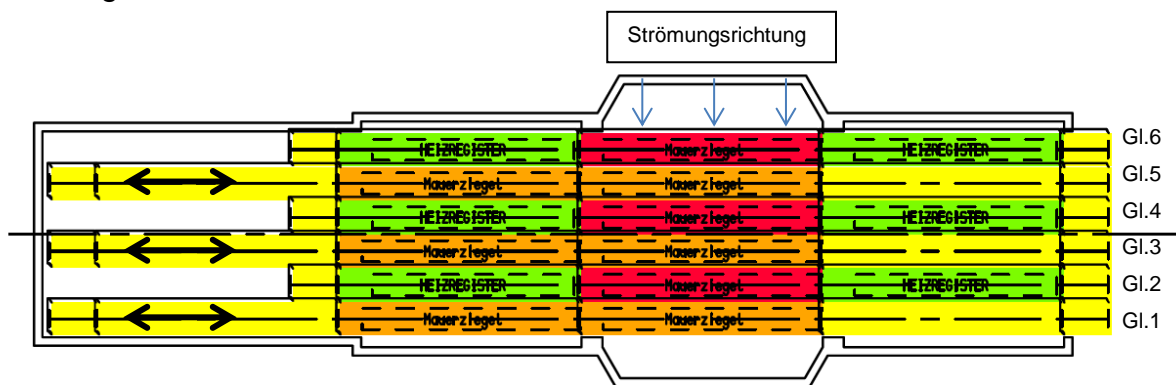 Strömungsrichtung
HEIZREGISTER Mauerziegel HEIZREGISTER Gl.6
Mauerziegel Mauerziegel Gl.5
HEIZREGISTER Mauerziegel HEIZREGISTER Gl.4
Mauerziegel Mauerziegel Gl.3
HEIZREGISTER Mauerziegel HEIZREGISTER Gl.2
Mauerziegel Mauerziegel Gl.1